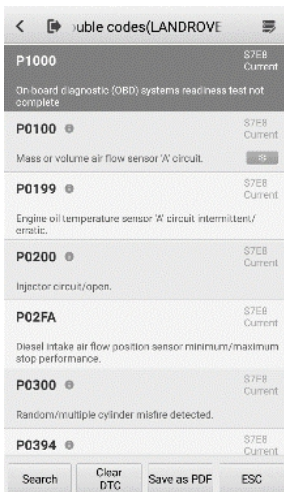 ouble codes(LANDROVE
P1000
$7E8
Current
On-board diagnostic (OBD) systems readiness test not
complete
P0100
$7E8
Current
Mass or volume air flow sensor 'A' circuit.
P0199
$7E8
Current
Engine oil temperature sensor 'A' circuit intermittent/
erratic.
P0200
$7E8
Current
Injector circuit/open.
P02FA
$7E8
Current
Diesel intake air flow position sensor minimum/maximum
stop performance.
P0300
$7E8
Current
Random/multiple cylinder misfire detected.
P0394
$7E8
Current
Search
Clear
DTC
Save as PDF
ESC